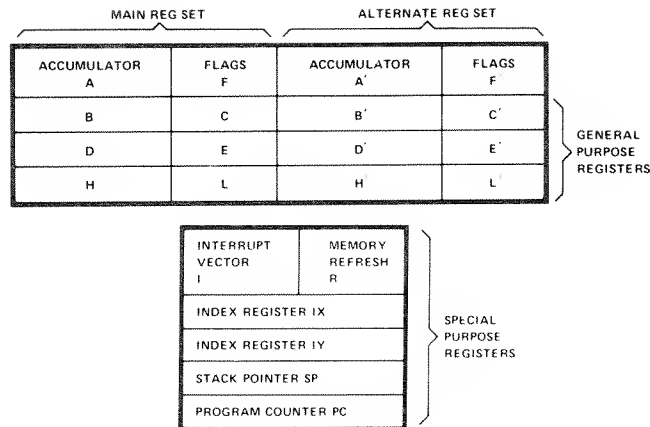 MAIN REG SET ALTERNATE REG SET
ACCUMULATOR FLAGS ACCUMULATOR FLAGS
A F A' F'
B C B' C'
D E D' E'
H L H' L'
GENERAL
PURPOSE
REGISTERS
INTERRUPT MEMORY
VECTOR REFRESH
I R
INDEX REGISTER IX
INDEX REGISTER IY
STACK POINTER SP
PROGRAM COUNTER PC
SPECIAL
PURPOSE
REGISTERS